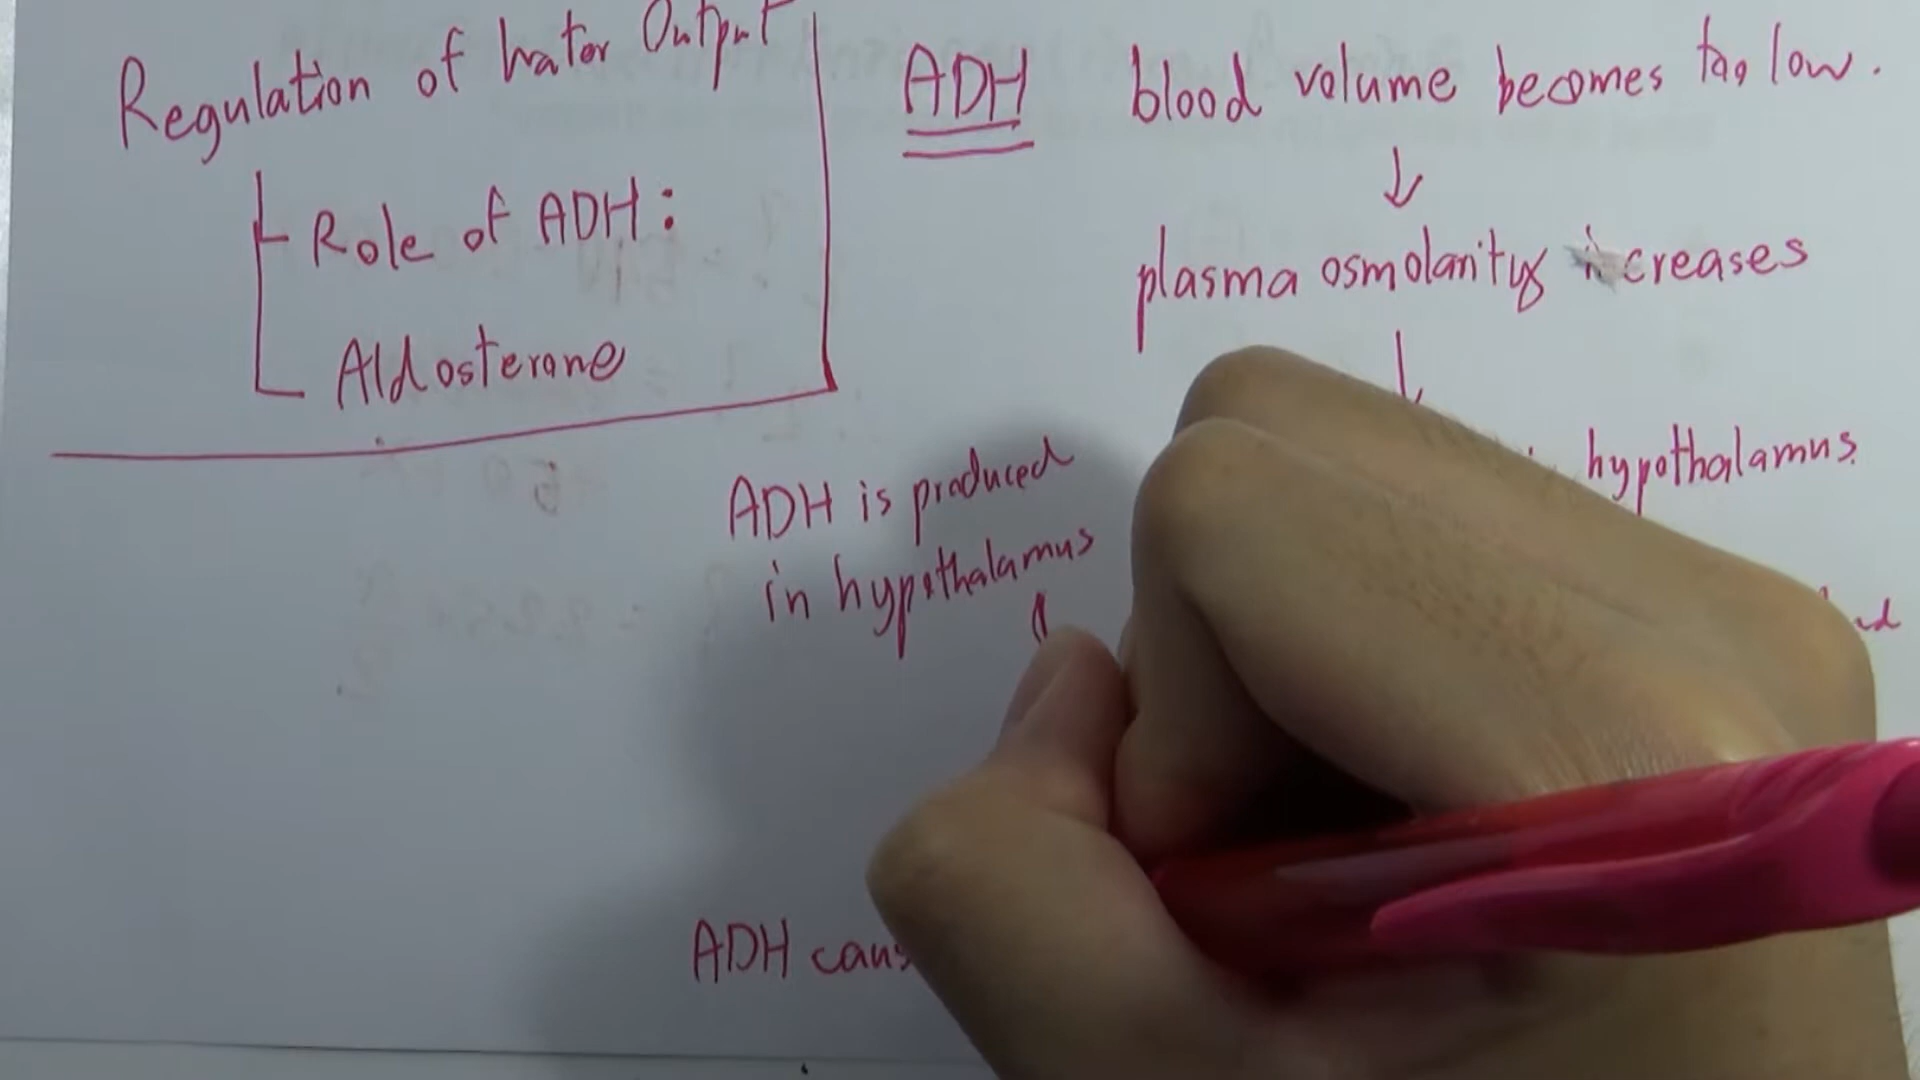 Regulation of Water Output
Role of ADH:
Aldosterone
ADH blood volume becomes too low.
plasma osmolarity increases
hypothalamus.
ADH is produced
in hypothalamus
ADH caus